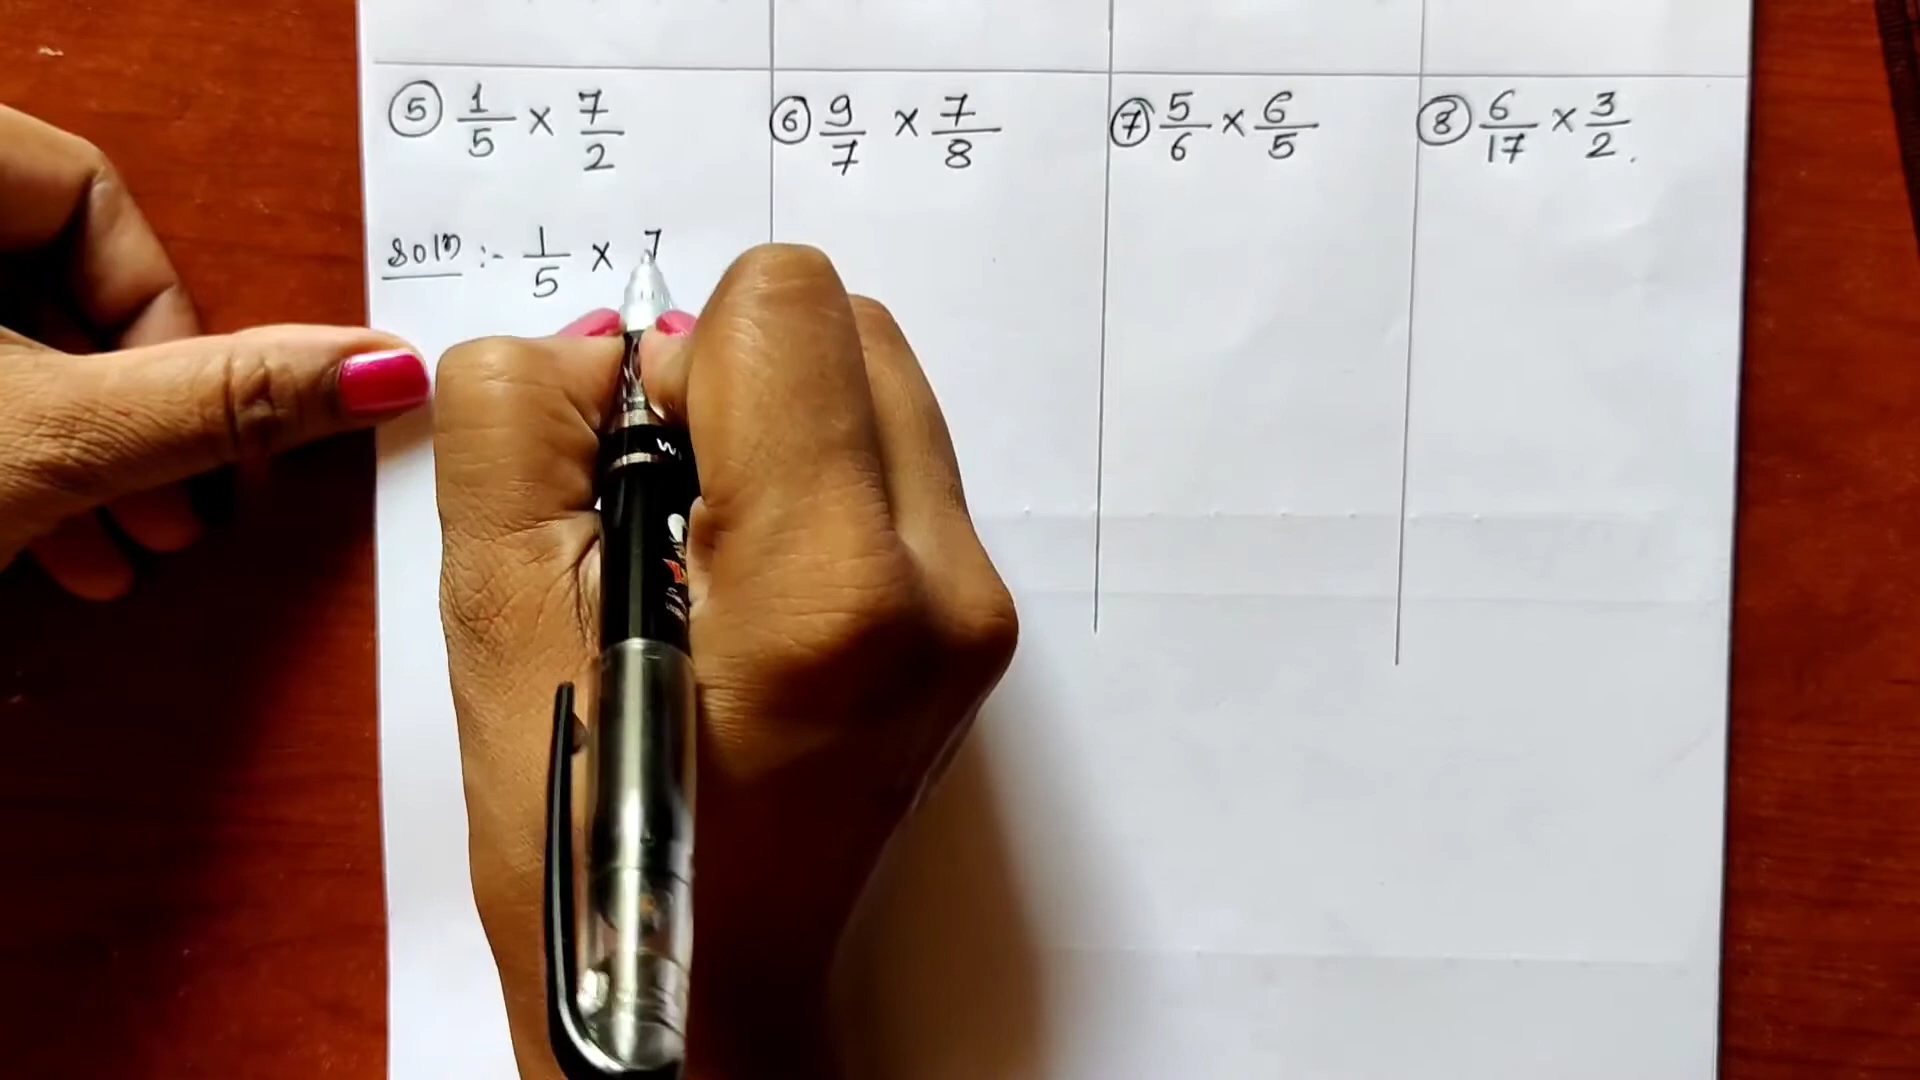 ⑤ 1/5 × 7/2
⑥ 9/7 × 7/8
⑦ 5/6 × 6/5
⑧ 6/17 × 3/2.
Soln :- 1/5 × 7